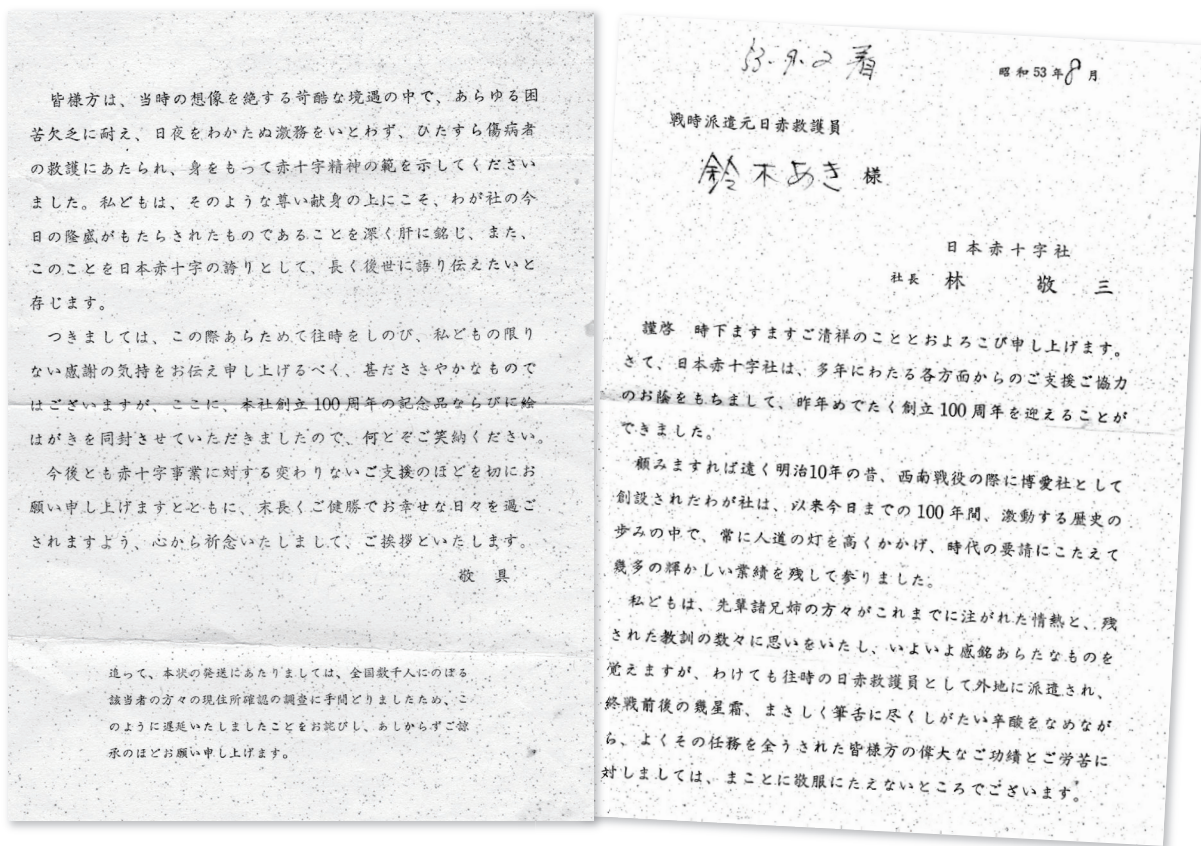 53.9.2 着
昭和53年8月
戦時派遣元日赤救護員
鈴木あき 様
日本赤十字社
社長 林 敬三
謹啓 時下ますますご清祥のこととおよろこび申し上げます。
さて、日本赤十字社は、多年にわたる各方面からのご支援ご協力
のお蔭をもちまして、昨年めでたく創立100周年を迎えることが
できました。
顧みますれば遠く明治10年の昔、西南戦役の際に博愛社として
創設されたわが社は、以来今日までの100年間、激動する歴史の
歩みの中で、常に人道の灯を高くかかげ、時代の要請にこたえて
幾多の輝かしい業績を残して参りました。
私どもは、先輩諸兄姉の方々がこれまでに注がれた情熱と、残
された教訓の数々に思いをいたし、いよいよ感銘あらたなものを
覚えますが、わけても往時の日赤救護員として外地に派遣され、
終戦前後の幾星霜、まさしく筆舌に尽くしがたい辛酸をなめなが
ら、よくその任務を全うされた皆様方の偉大なご功績とご労苦に
対しましては、まことに敬服にたえないところでございます。
皆様方は、当時の想像を絶する苛酷な境遇の中で、あらゆる困
苦欠乏に耐え、日夜をわかたぬ激務をいとわず、ひたすら傷病者
の救護にあたられ、身をもって赤十字精神の範を示してください
ました。私どもは、そのような尊い献身の上にこそ、わが社の今
日の隆盛がもたらされたものであることを深く肝に銘じ、また、
このことを日本赤十字の誇りとして、長く後世に語り伝えたいと
存じます。
つきましては、この際あらためて往時をしのび、私どもの限り
ない感謝の気持をお伝え申し上げるべく、甚だささやかなもので
はございますが、ここに、本社創立100周年の記念品ならびに絵
はがきを同封させていただきましたので、何とぞご笑納ください。
今後とも赤十字事業に対する変わりないご支援のほどを切にお
願い申し上げますとともに、末長くご健勝でお幸せな日々を過ご
されますよう、心から祈念いたしまして、ご挨拶といたします。
敬具
追って、本状の発送にあたりましては、全国数千人にのぼる
該当者の方々の現住所確認の調査に手間どりましたため、こ
のように遅延いたしましたことをお詫びし、あしからずご諒
承のほどお願い申し上げます。